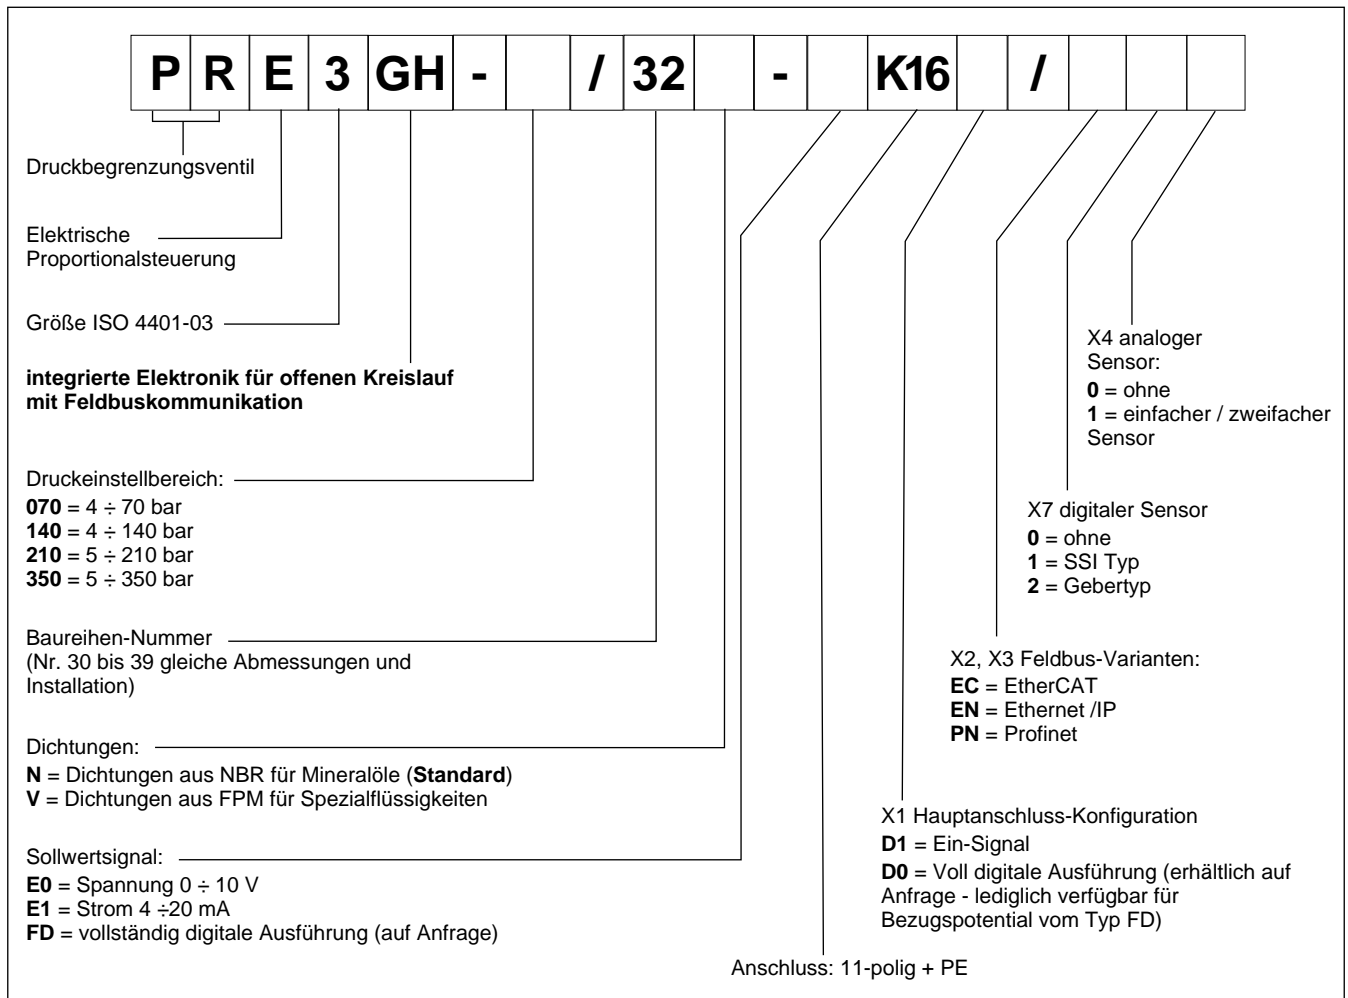 P R E 3 GH - / 32 - K16 /
Druckbegrenzungsventil
Elektrische
Proportionalsteuerung
Größe ISO 4401-03
integrierte Elektronik für offenen Kreislauf
mit Feldbuskommunikation
Druckeinstellbereich:
070 = 4 ÷ 70 bar
140 = 4 ÷ 140 bar
210 = 5 ÷ 210 bar
350 = 5 ÷ 350 bar
Baureihen-Nummer
(Nr. 30 bis 39 gleiche Abmessungen und
Installation)
Dichtungen:
N = Dichtungen aus NBR für Mineralöle (Standard)
V = Dichtungen aus FPM für Spezialflüssigkeiten
Sollwertsignal:
E0 = Spannung 0 ÷ 10 V
E1 = Strom 4 ÷20 mA
FD = vollständig digitale Ausführung (auf Anfrage)
X4 analoger
Sensor:
0 = ohne
1 = einfacher / zweifacher
Sensor
X7 digitaler Sensor
0 = ohne
1 = SSI Typ
2 = Gebertyp
X2, X3 Feldbus-Varianten:
EC = EtherCAT
EN = Ethernet /IP
PN = Profinet
X1 Hauptanschluss-Konfiguration
D1 = Ein-Signal
D0 = Voll digitale Ausführung (erhältlich auf
Anfrage - lediglich verfügbar für
Bezugspotential vom Typ FD)
Anschluss: 11-polig + PE